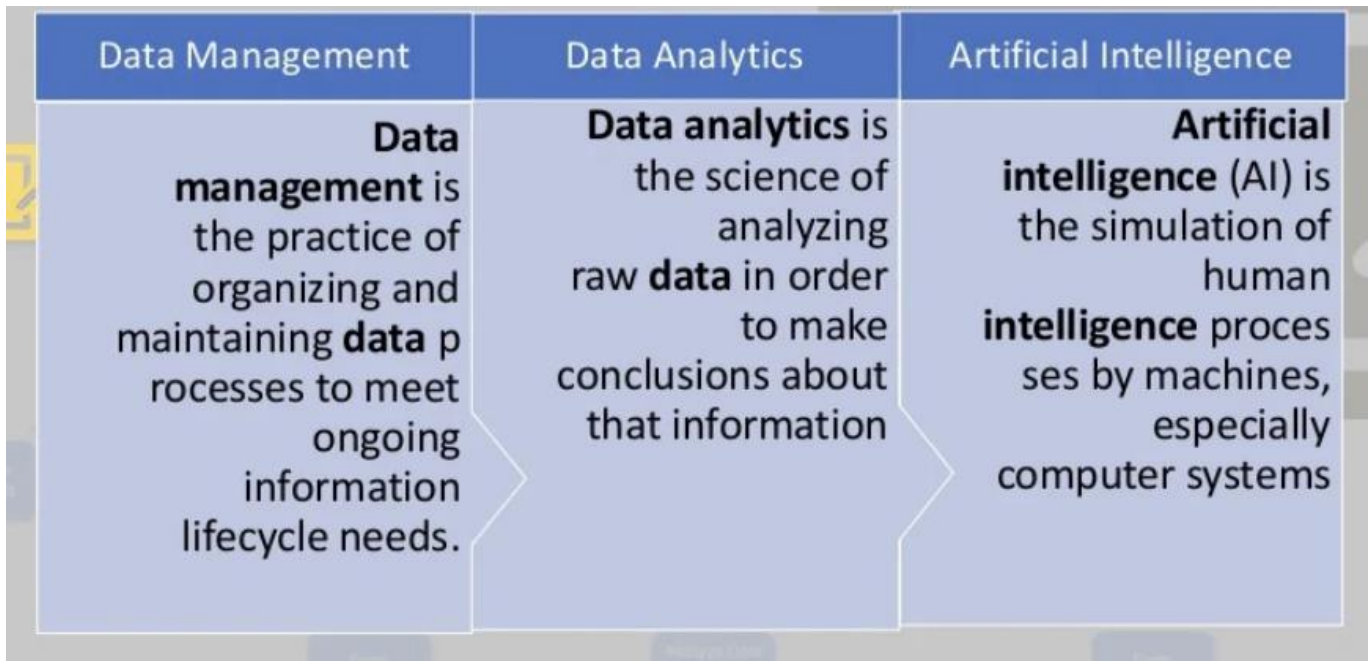 Data Management
Data
management is
the practice of
organizing and
maintaining data p
rocesses to meet
ongoing
information
lifecycle needs.
Data Analytics
Data analytics is
the science of
analyzing
raw data in order
to make
conclusions about
that information
Artificial Intelligence
Artificial
intelligence (AI) is
the simulation of
human
intelligence proces
ses by machines,
especially
computer systems